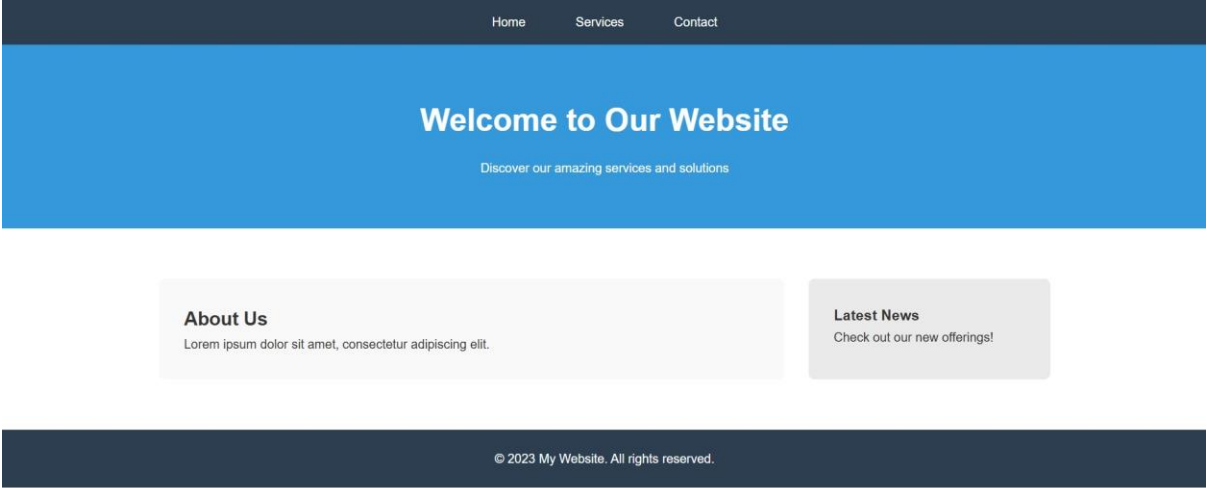 Home Services Contact
Welcome to Our Website
Discover our amazing services and solutions
About Us
Lorem ipsum dolor sit amet, consectetur adipiscing elit.
Latest News
Check out our new offerings!
© 2023 My Website. All rights reserved.